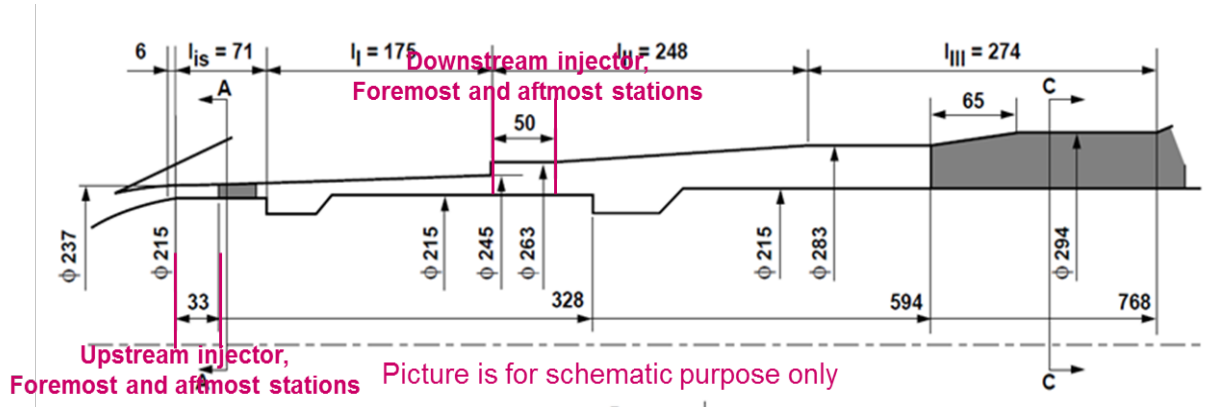 6 l_is = 71 l_I = 175 l_II = 248 l_III = 274
Downstream injector,
Foremost and aftmost stations
A C
65
50
ϕ 237
ϕ 215
ϕ 215
ϕ 245
ϕ 263
ϕ 215
ϕ 283
ϕ 294
33 328 594 768
Upstream injector,
Foremost and aftmost stations
A C
Picture is for schematic purpose only